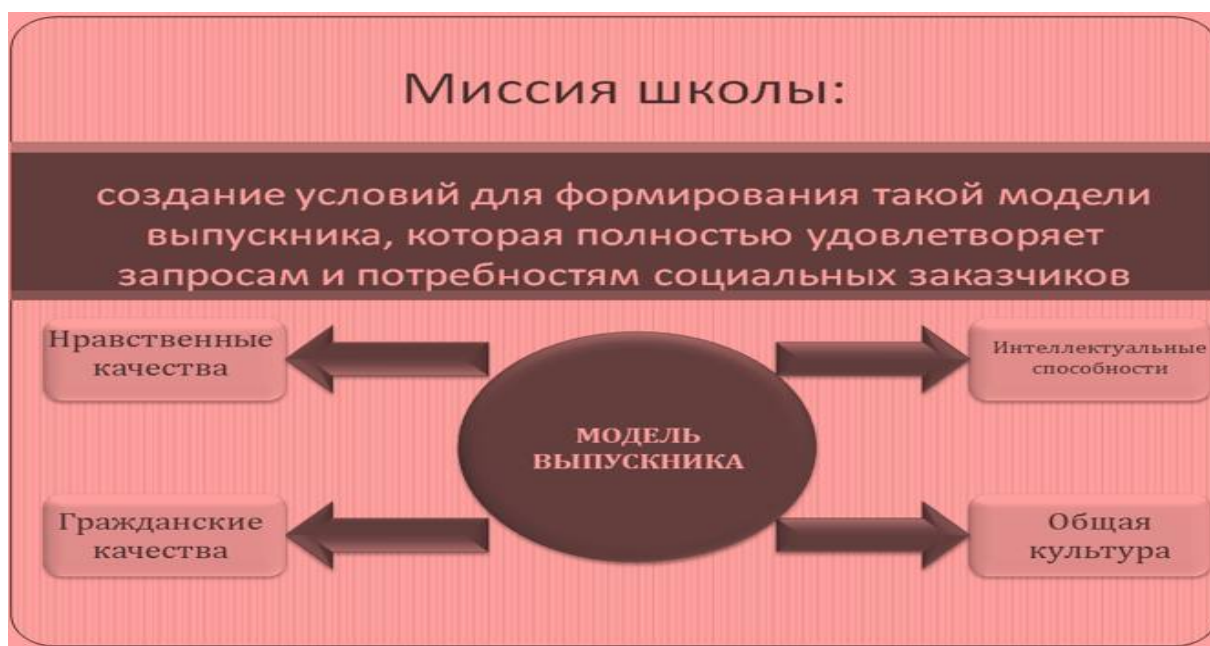 Миссия школы:
создание условий для формирования такой модели
выпускника, которая полностью удовлетворяет
запросам и потребностям социальных заказчиков
Нравственные
качества
Интеллектуальные
способности
МОДЕЛЬ
ВЫПУСКНИКА
Гражданские
качества
Общая
культура